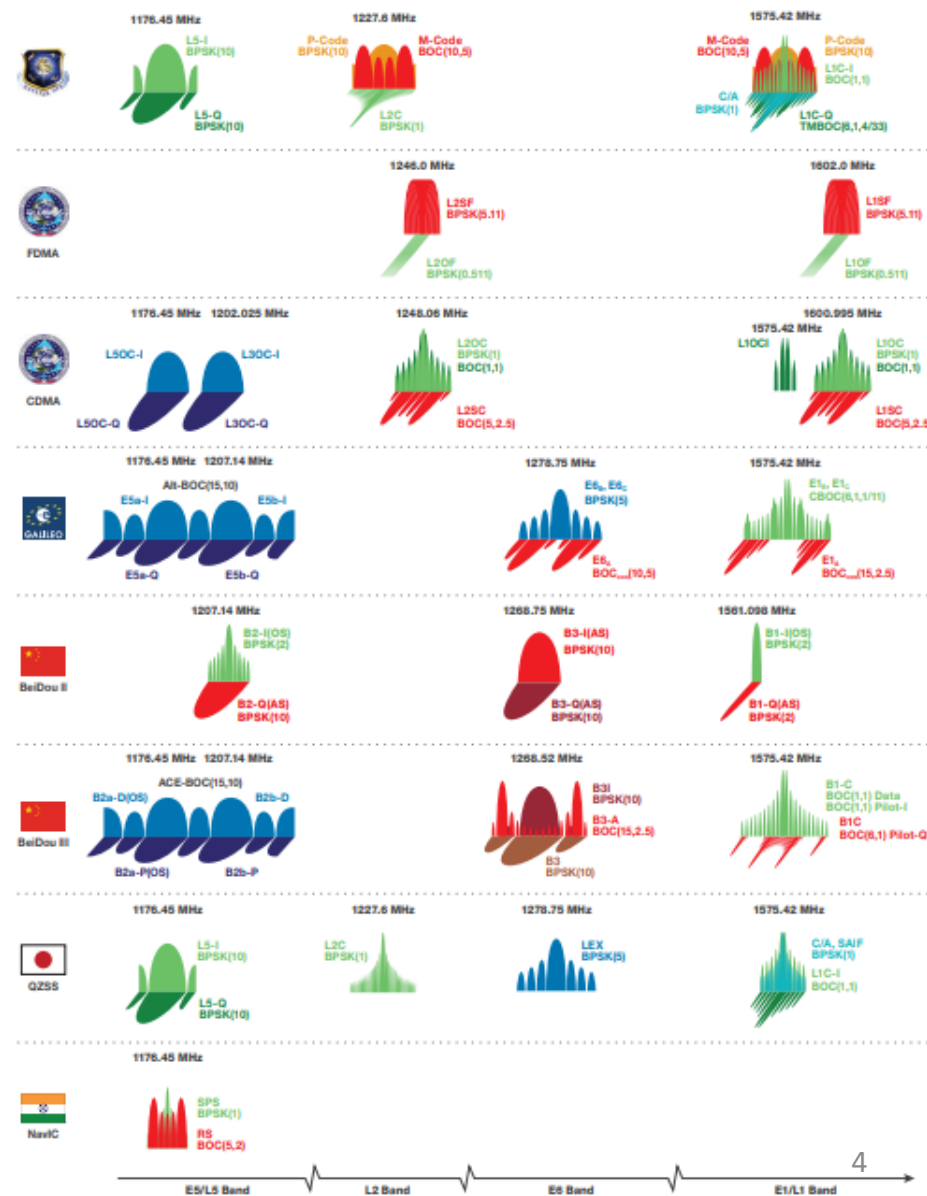 1176.45 MHz
1227.6 MHz
1575.42 MHz
L5-I
BPSK(10)
L5-Q
BPSK(10)
P-Code
BPSK(10)
M-Code
BOC(10,5)
L2C
BPSK(1)
M-Code
BOC(10,5)
P-Code
BPSK(10)
L1C-I
BOC(1,1)
C/A
BPSK(1)
L1C-Q
TMBOC(6,1,4/33)
1246.0 MHz
1602.0 MHz
FDMA
L2SF
BPSK(5.11)
L2OF
BPSK(0.511)
L1SF
BPSK(5.11)
L1OF
BPSK(0.511)
1176.45 MHz 1202.025 MHz
1248.06 MHz
1600.995 MHz
1575.42 MHz
CDMA
L5OC-I
L3OC-I
L5OC-Q
L3OC-Q
L2OC
BPSK(1)
BOC(1,1)
L2SC
BOC(5,2.5)
L1OCI
L1OC
BPSK(1)
BOC(1,1)
L1SC
BOC(5,2.5
1176.45 MHz 1207.14 MHz
1278.75 MHz
1575.42 MHz
GALILEO
Alt-BOC(15,10)
E5a-I
E5b-I
E5a-Q
E5b-Q
E6B, E6C
BPSK(5)
E6A
BOCcos(10,5)
E1B, E1C
CBOC(6,1,1/11)
E1A
BOCcos(15,2.5)
1207.14 MHz
1268.75 MHz
1561.098 MHz
BeiDou II
B2-I(OS)
BPSK(2)
B2-Q(AS)
BPSK(10)
B3-I(AS)
BPSK(10)
B3-Q(AS)
BPSK(10)
B1-I(OS)
BPSK(2)
B1-Q(AS)
BPSK(2)
1176.45 MHz 1207.14 MHz
1268.52 MHz
1575.42 MHz
BeiDou III
ACE-BOC(15,10)
B2a-D(OS)
B2b-D
B2a-P(OS)
B2b-P
B3I
BPSK(10)
B3-A
BOC(15,2.5)
B3
BPSK(10)
B1-C
BOC(1,1) Data
BOC(1,1) Pilot-I
B1C
BOC(6,1) Pilot-Q
1176.45 MHz
1227.6 MHz
1278.75 MHz
1575.42 MHz
QZSS
L5-I
BPSK(10)
L5-Q
BPSK(10)
L2C
BPSK(1)
LEX
BPSK(5)
C/A, SAIF
BPSK(1)
L1C-I
BOC(1,1)
1176.45 MHz
NavIC
SPS
BPSK(1)
RS
BOC(5,2)
4
E5/L5 Band
L2 Band
E6 Band
E1/L1 Band